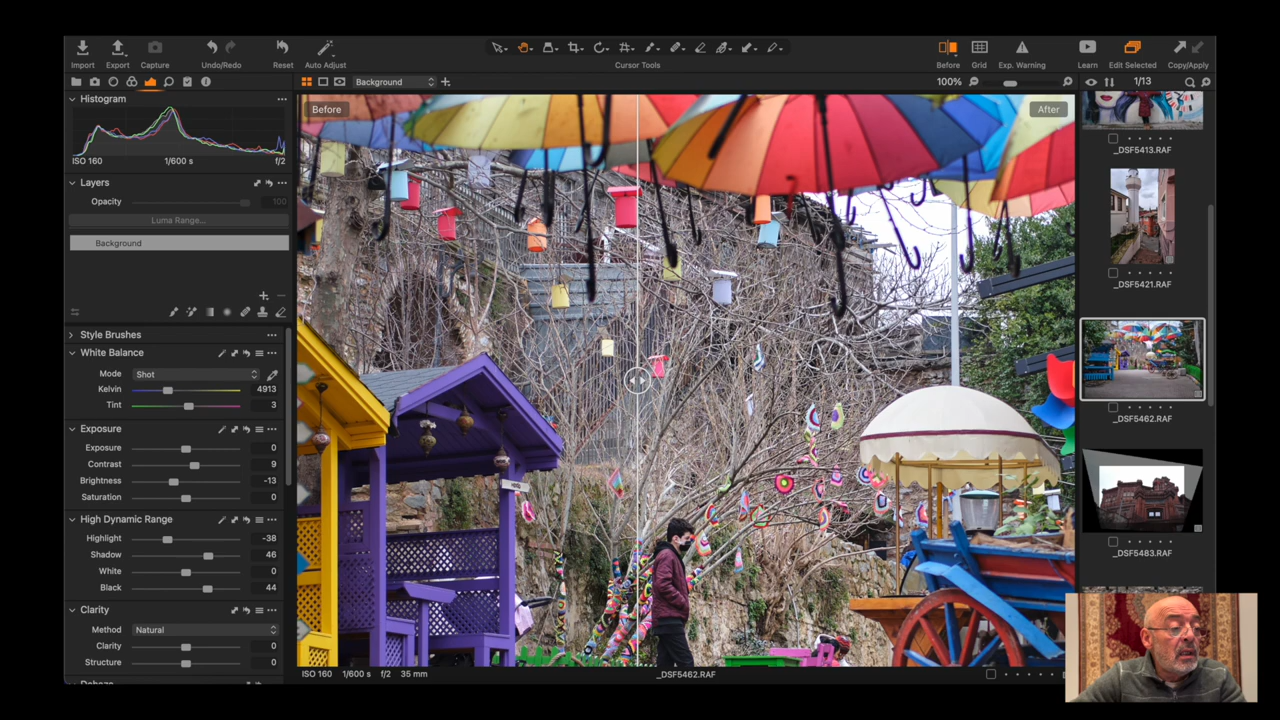 Import Export Capture Undo/Redo Reset Auto Adjust Cursor Tools Before Grid Exp. Warning Learn Edit Selected Copy/Apply
Background 100% 1/13
Histogram
ISO 160 1/600 s f/2
Layers
Opacity 100
Luma Range...
Background
Style Brushes
White Balance
Mode Shot
Kelvin 4913
Tint 3
Exposure
Exposure 0
Contrast 9
Brightness -13
Saturation 0
High Dynamic Range
Highlight -38
Shadow 46
White 0
Black 44
Clarity
Method Natural
Clarity 0
Structure 0
Dehaze
Before After
ISO 160 1/600 s f/2 35 mm _DSF5462.RAF
_DSF5413.RAF
_DSF5421.RAF
_DSF5462.RAF
_DSF5483.RAF